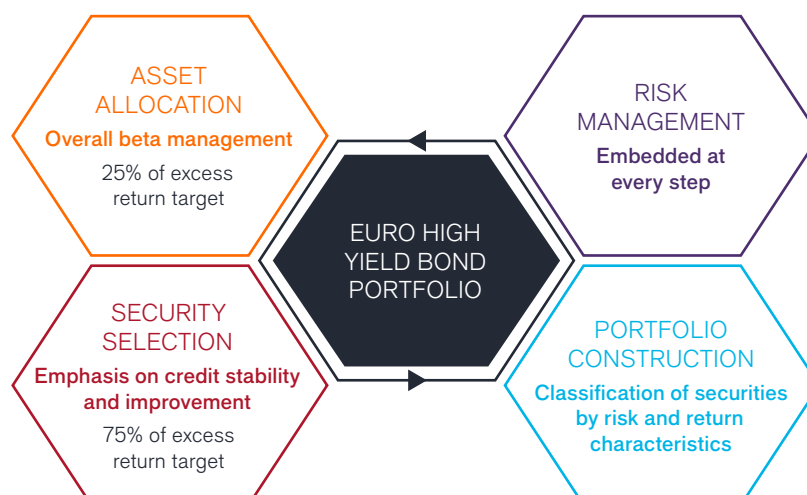 ASSET
ALLOCATION
Overall beta management
25% of excess
return target
RISK
MANAGEMENT
Embedded at
every step
EURO HIGH
YIELD BOND
PORTFOLIO
SECURITY
SELECTION
Emphasis on credit stability
and improvement
75% of excess
return target
PORTFOLIO
CONSTRUCTION
Classification of securities
by risk and return
characteristics